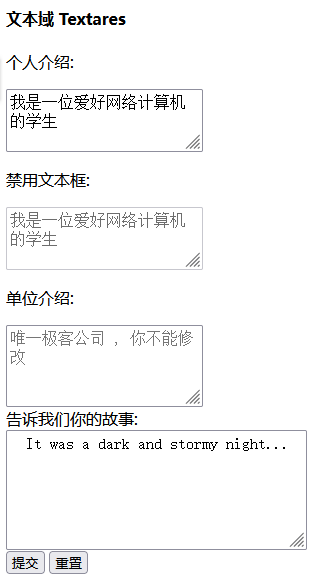 文本域 Textares
个人介绍:
我是一位爱好网络计算机
的学生
禁用文本框:
我是一位爱好网络计算机
的学生
单位介绍:
唯一极客公司 ，你不能修
改
告诉我们你的故事:
It was a dark and stormy night...
提交 重置